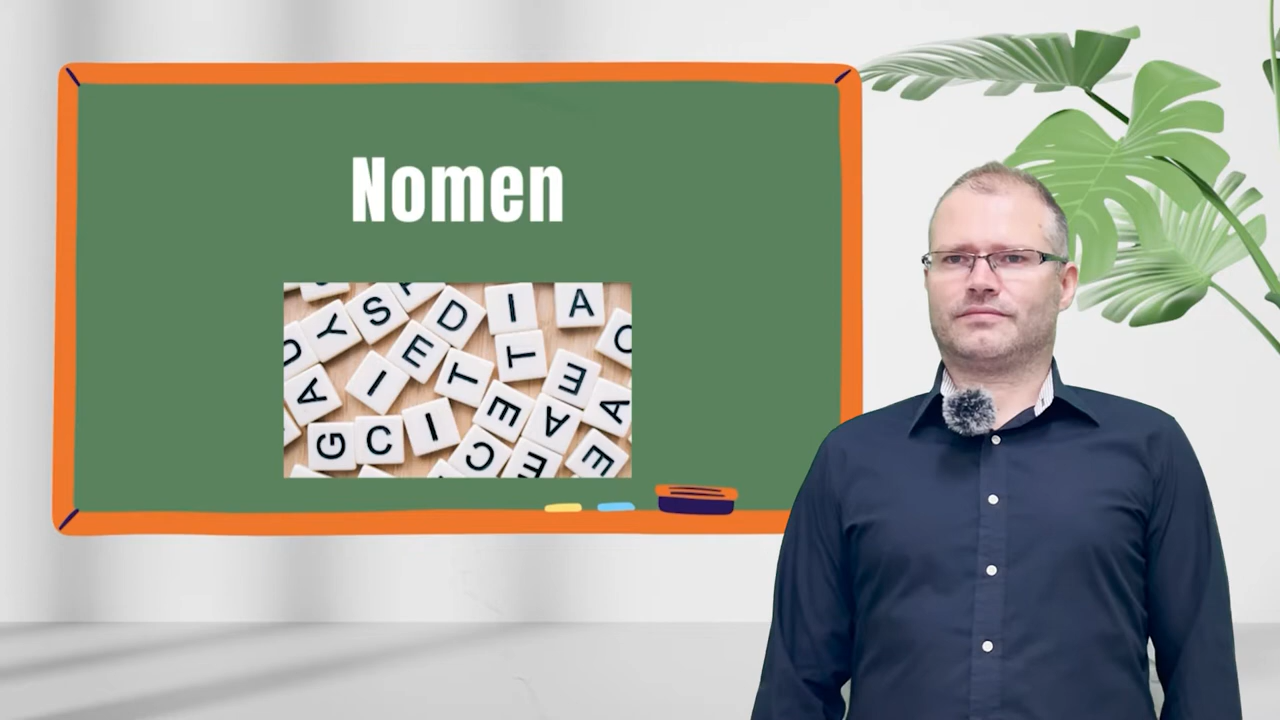 Nomen
Y S P D I A
D E T O
A I T E
G C I E A A
C E E